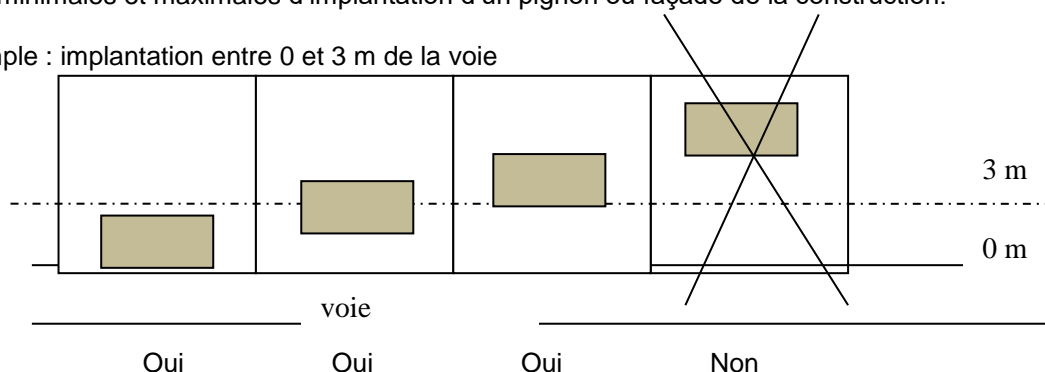 minimales et maximales d'implantation d'un pignon ou façade de la construction.
mple : implantation entre 0 et 3 m de la voie
3 m
0 m
voie
Oui Oui Oui Non